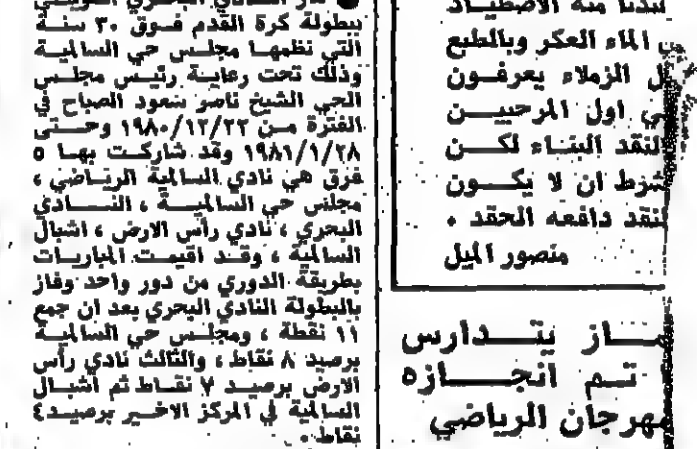 منه الاصطياد
الماء العكر وبالطبع
الزملاء يعرفون
اول المرحبين
النقد البناء لكن
شرط ان لا يكون
النقد دافعه الحقد .
منصور الميل
يتدارس
تم انجازه
مهرجان الرياضي
ببطولة كرة القدم فوق ٣٠ سنة
التي نظمها مجلس حي السالمية
وذلك تحت رعاية رئيس مجلس
الحي الشيخ ناصر سعود الصباح في
الفترة من ١٩٨٠/١٢/٢٢ وحتى
١٩٨١/١/٢٨ وقد شاركت بها ٥
فرق هي نادي السالمية الرياضي ،
مجلس حي السالمية ، النادي
البحري ، نادي رأس الارض ، اشبال
السالمية ، وقد اقيمت المباريات
بطريقة الدوري من دور واحد وفاز
بالبطولة النادي البحري بعد ان جمع
١١ نقطة ، ومجلس حي السالمية
برصيد ٨ نقاط ، والثالث نادي رأس
الارض برصيد ٧ نقاط ثم اشبال
السالمية في المركز الاخير برصيد ٤
نقاط .